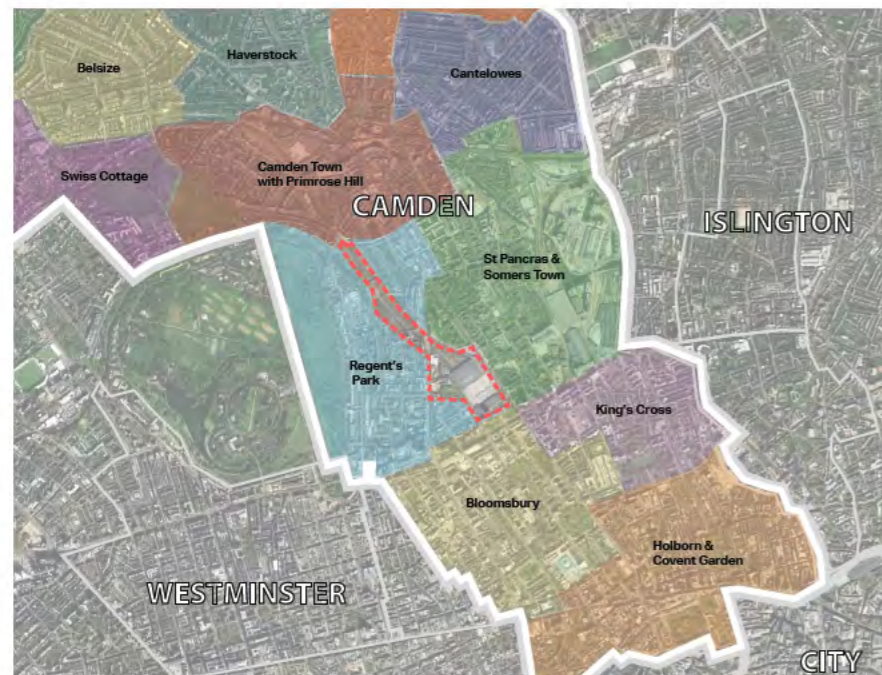 Belsize
Haverstock
Cantelowes
Swiss Cottage
Camden Town
with Primrose Hill
CAMDEN
ISLINGTON
St Pancras &
Somers Town
Regent's
Park
King's Cross
Bloomsbury
Holborn &
Covent Garden
WESTMINSTER
CITY